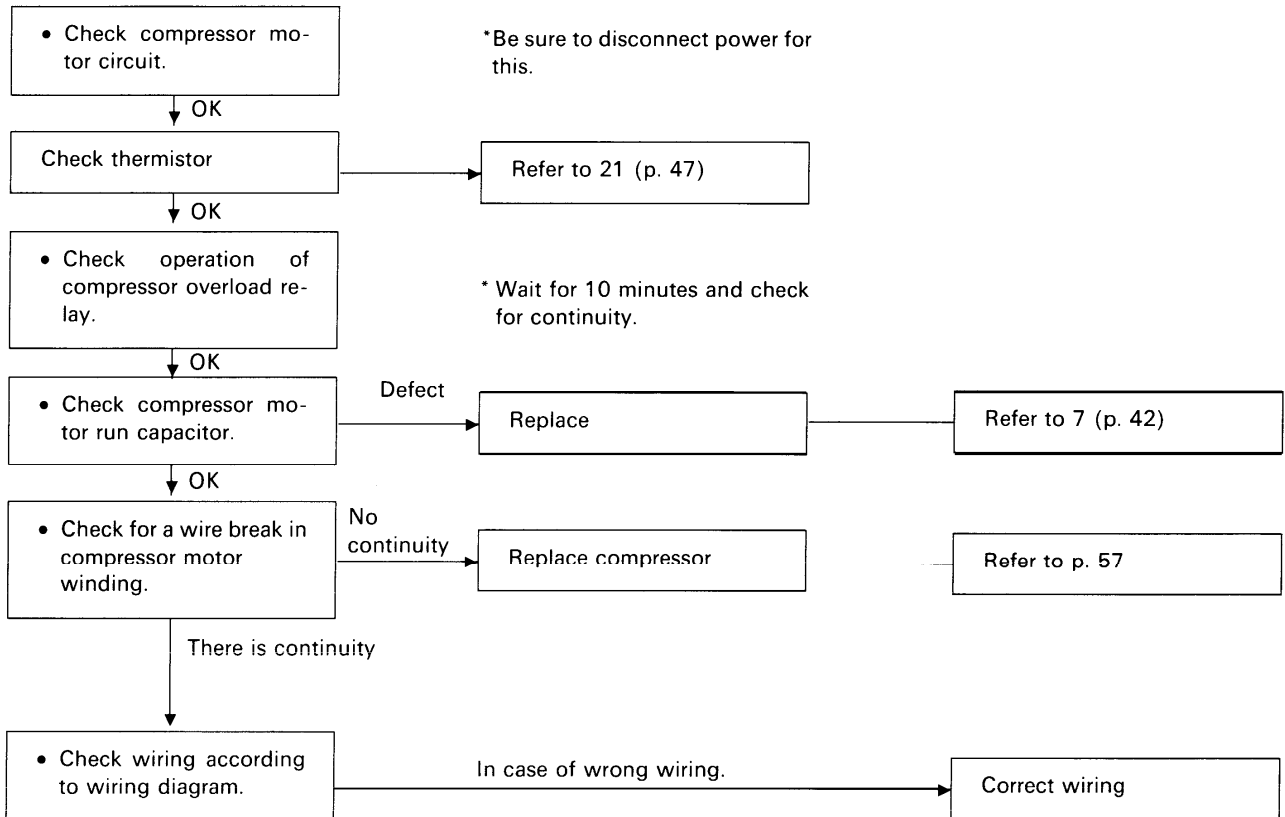 • Check compressor mo-
tor circuit.
*Be sure to disconnect power for
this.
OK
Check thermistor
Refer to 21 (p. 47)
OK
• Check operation of
compressor overload re-
lay.
* Wait for 10 minutes and check
for continuity.
OK
• Check compressor mo-
tor run capacitor.
Defect
Replace
Refer to 7 (p. 42)
OK
• Check for a wire break in
compressor motor
winding.
No
continuity
Replace compressor
Refer to p. 57
There is continuity
• Check wiring according
to wiring diagram.
In case of wrong wiring.
Correct wiring